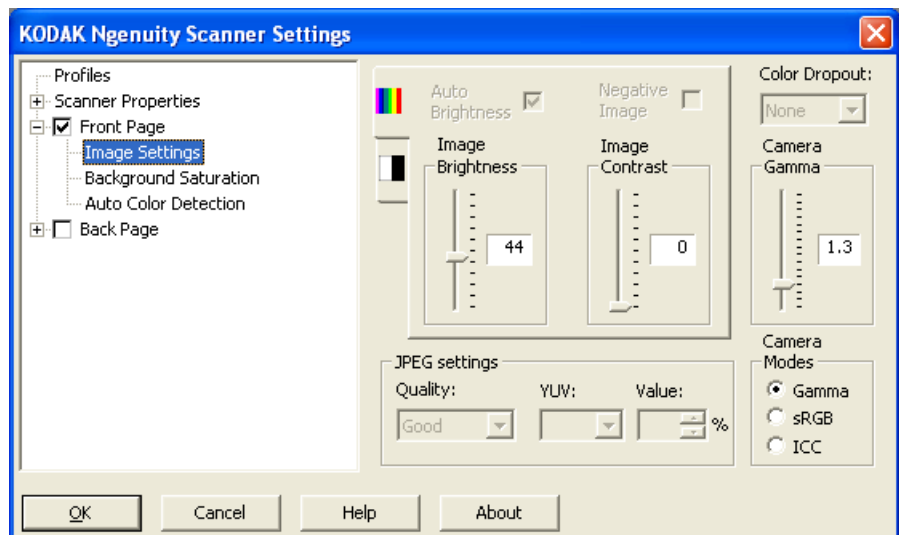 KODAK Ngenuity Scanner Settings
Profiles
Scanner Properties
Front Page
Image Settings
Background Saturation
Auto Color Detection
Back Page
Auto Brightness
Negative Image
Color Dropout:
None
Image Brightness
44
Image Contrast
0
Camera Gamma
1.3
JPEG settings
Quality:
YUV:
Value:
Good
%
Camera Modes
Gamma
sRGB
ICC
OK
Cancel
Help
About